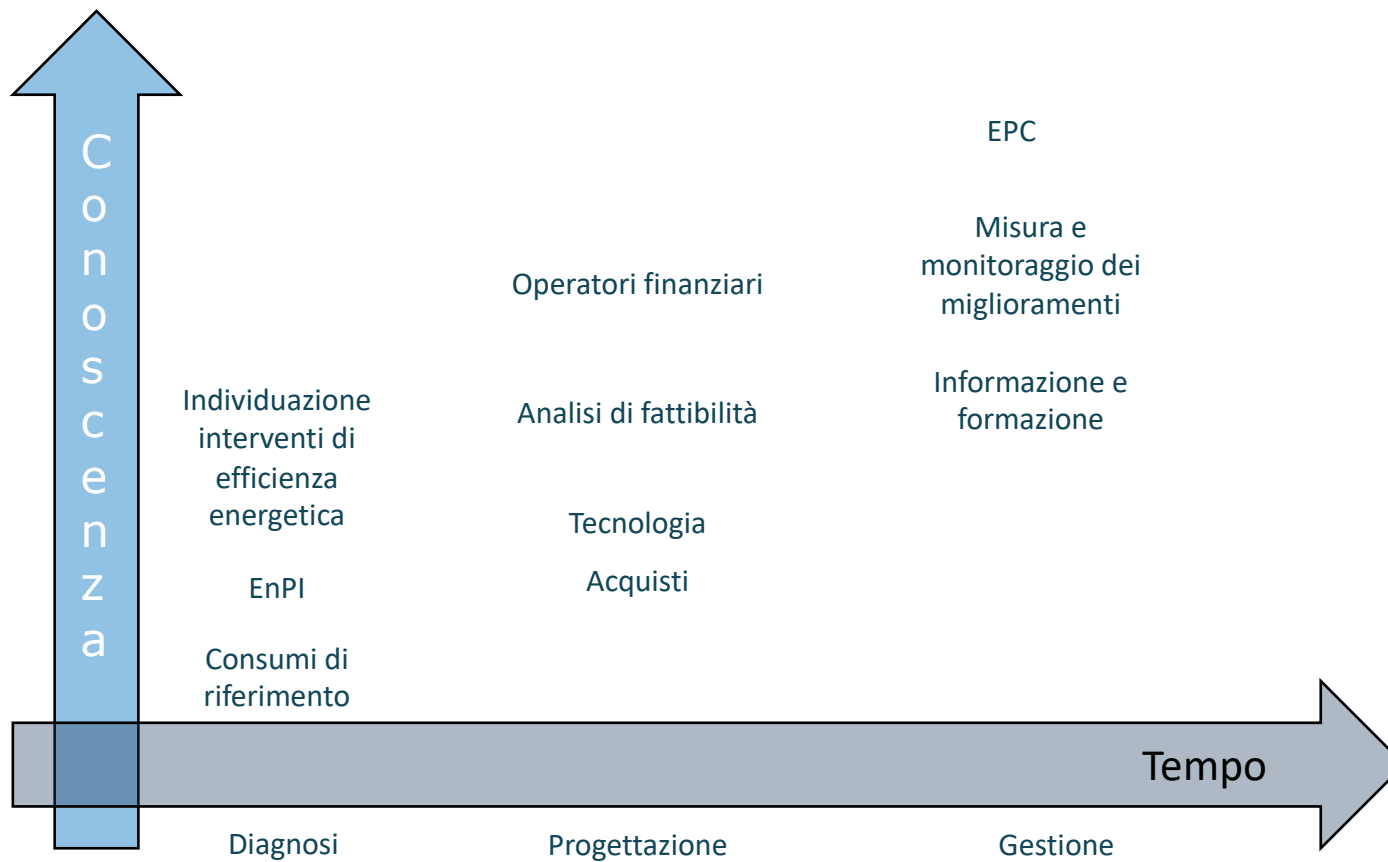 Conoscenza
EPC
Misura e
monitoraggio dei
miglioramenti
Operatori finanziari
Informazione e
formazione
Individuazione
interventi di
efficienza
energetica
Analisi di fattibilità
Tecnologia
EnPI
Acquisti
Consumi di
riferimento
Tempo
Diagnosi
Progettazione
Gestione